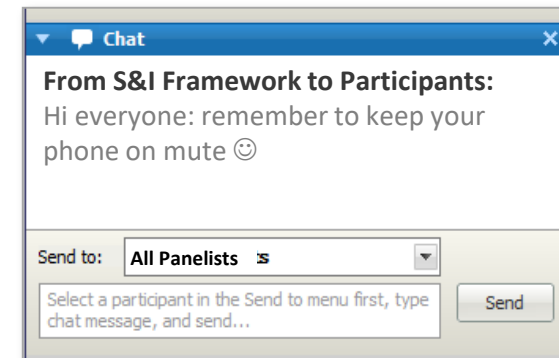 Chat
From S&I Framework to Participants:
Hi everyone: remember to keep your
phone on mute ☺
Send to: All Panelists
Select a participant in the Send to menu first, type
chat message, and send...
Send